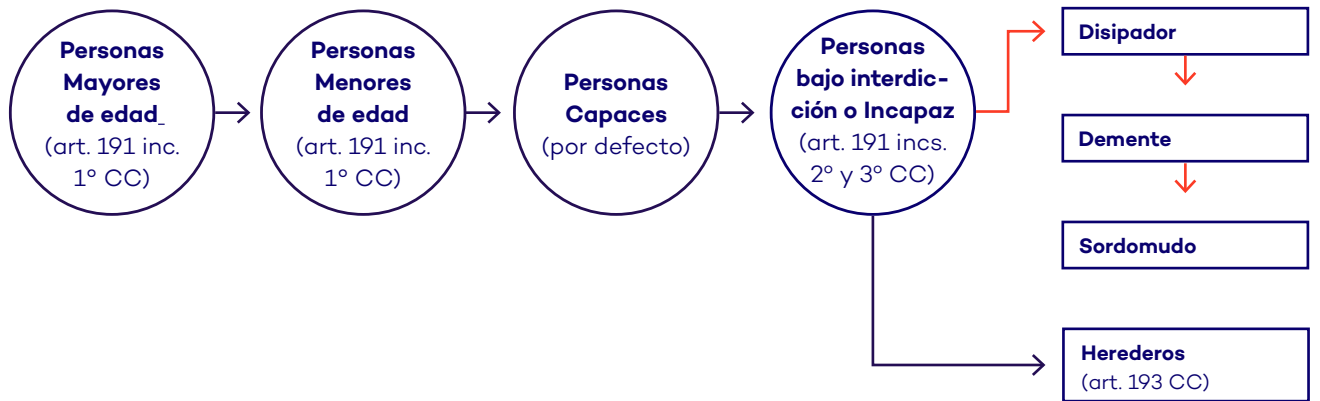 Personas
Mayores
de edad_
(art. 191 inc.
1° CC)
Personas
Menores
de edad
(art. 191 inc.
1° CC)
Personas
Capaces
(por defecto)
Personas
bajo interdic-
ción o Incapaz
(art. 191 incs.
2° y 3° CC)
Disipador
Demente
Sordomudo
Herederos
(art. 193 CC)